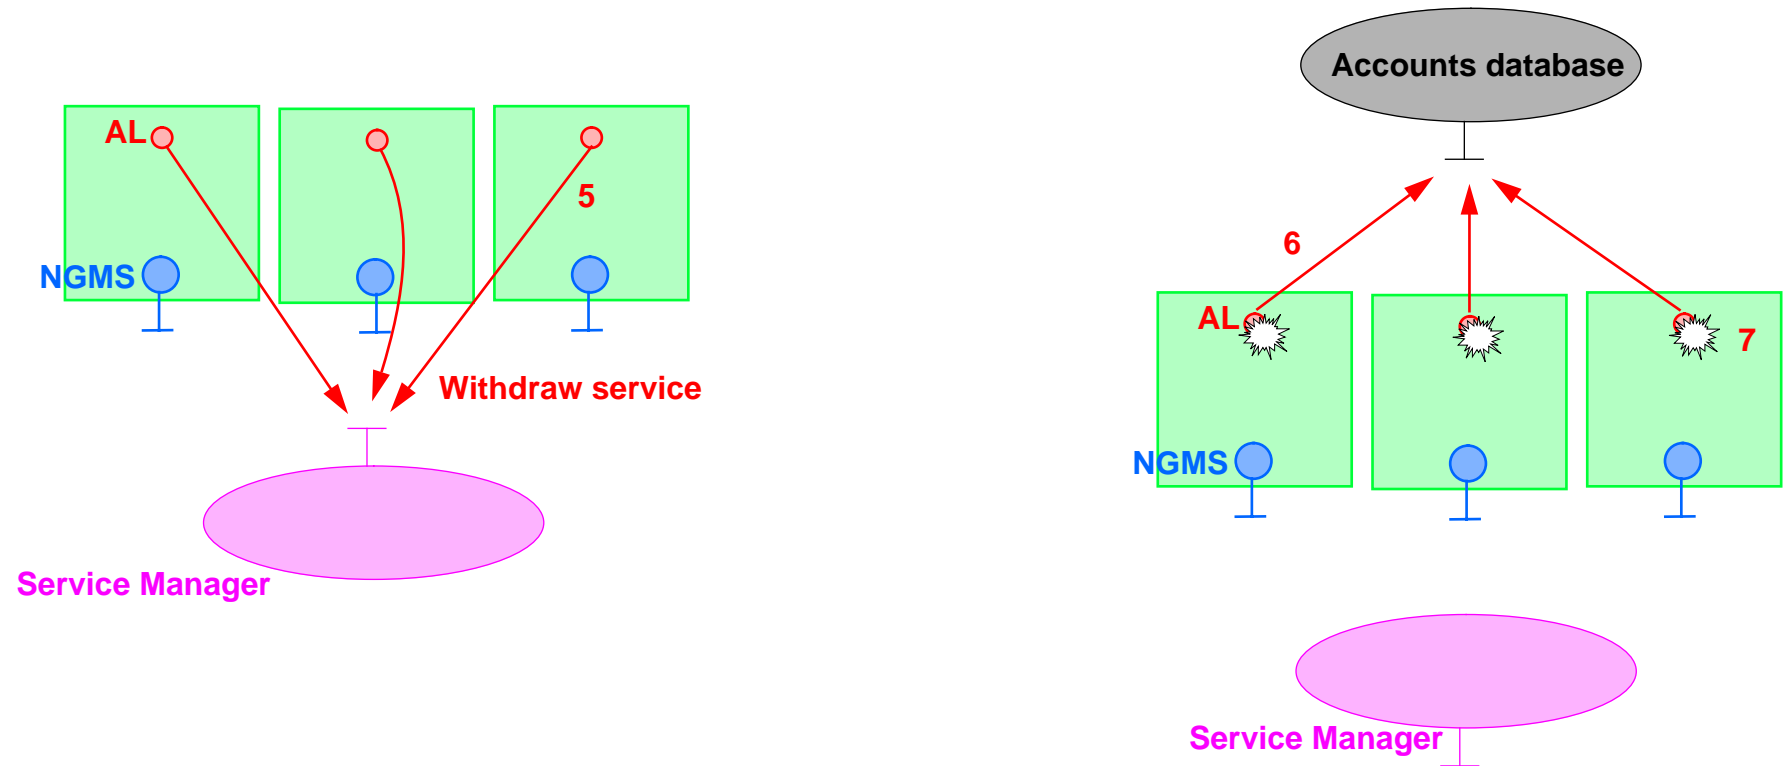 AL
5
NGMS
Withdraw service
Service Manager
Accounts database
6
AL
7
NGMS
Service Manager